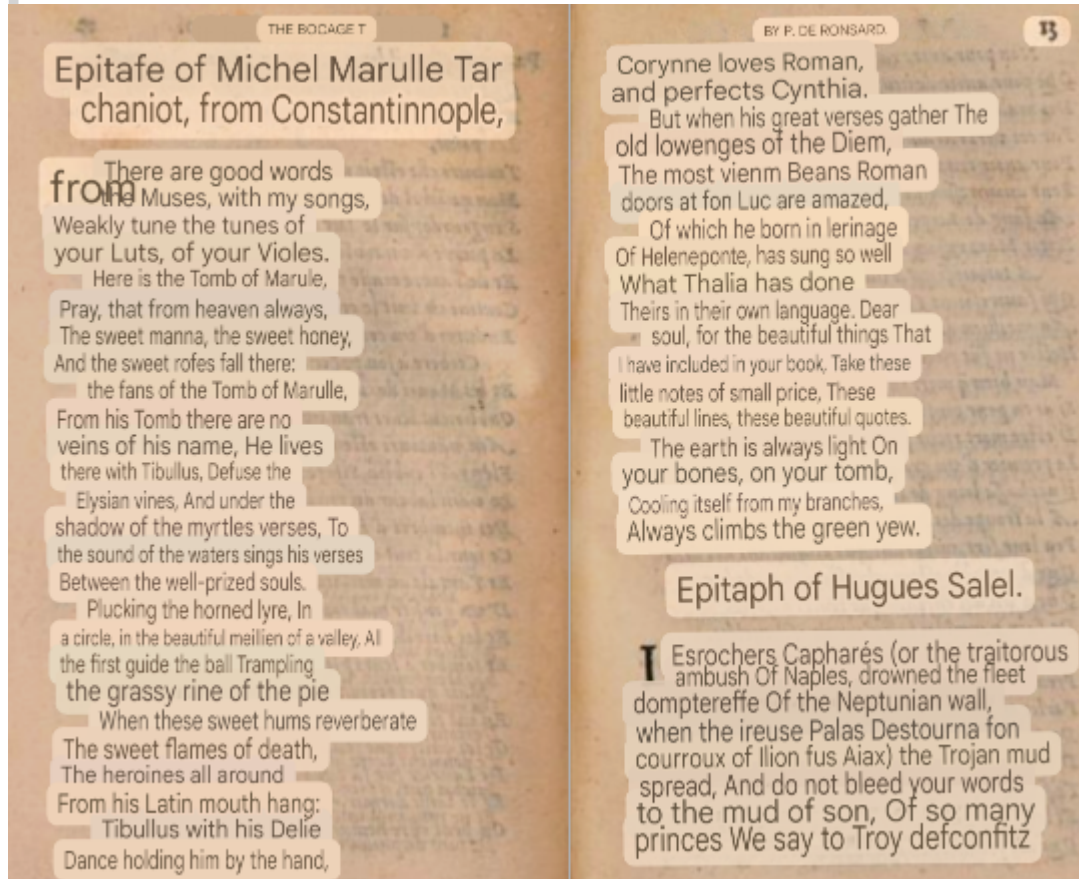 THE BOCAGE T
Epitafe of Michel Marulle Tar
chaniot, from Constantinnople,
There are good words
from the Muses, with my songs,
Weakly tune the tunes of
your Luts, of your Violes.
Here is the Tomb of Marule,
Pray, that from heaven always,
The sweet manna, the sweet honey,
And the sweet rofes fall there:
the fans of the Tomb of Marulle,
From his Tomb there are no
veins of his name, He lives
there with Tibullus, Defuse the
Elysian vines, And under the
shadow of the myrtles verses, To
the sound of the waters sings his verses
Between the well-prized souls.
Plucking the horned lyre, In
a circle, in the beautiful meillien of a valley, All
the first guide the ball Trampling
the grassy rine of the pie
When these sweet hums reverberate
The sweet flames of death,
The heroines all around
From his Latin mouth hang:
Tibullus with his Delie
Dance holding him by the hand,
BY P. DE RONSARD.
13
Corynne loves Roman,
and perfects Cynthia.
But when his great verses gather The
old lowenges of the Diem,
The most vienm Beans Roman
doors at fon Luc are amazed,
Of which he born in lerinage
Of Heleneponte, has sung so well
What Thalia has done
Theirs in their own language. Dear
soul, for the beautiful things That
I have included in your book, Take these
little notes of small price, These
beautiful lines, these beautiful quotes.
The earth is always light On
your bones, on your tomb,
Cooling itself from my branches,
Always climbs the green yew.
Epitaph of Hugues Salel.
T Esrochers Capharés (or the traitorous
ambush Of Naples, drowned the fleet
domptereffe Of the Neptunian wall,
when the ireuse Palas Destourna fon
courroux of Ilion fus Aiax) the Trojan mud
spread, And do not bleed your words
to the mud of son, Of so many
princes We say to Troy defconfitz